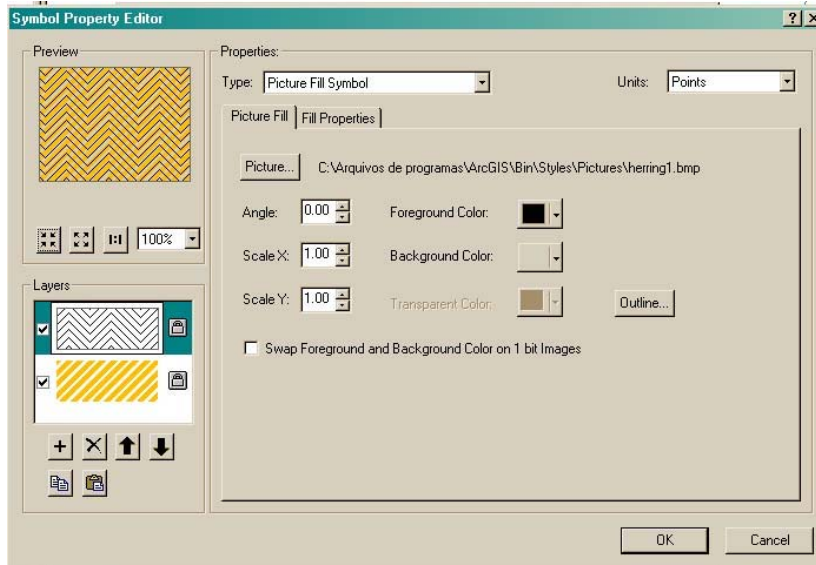 Symbol Property Editor
Preview
1:1
100%
Layers
Properties:
Type:
Picture Fill Symbol
Units:
Points
Picture Fill
Fill Properties
Picture...
C:\Arquivos de programas\ArcGIS\Bin\Styles\Pictures\herring1.bmp
Angle:
0.00
Foreground Color:
Scale X:
1.00
Background Color:
Scale Y:
1.00
Transparent Color:
Outline...
Swap Foreground and Background Color on 1 bit Images
OK
Cancel